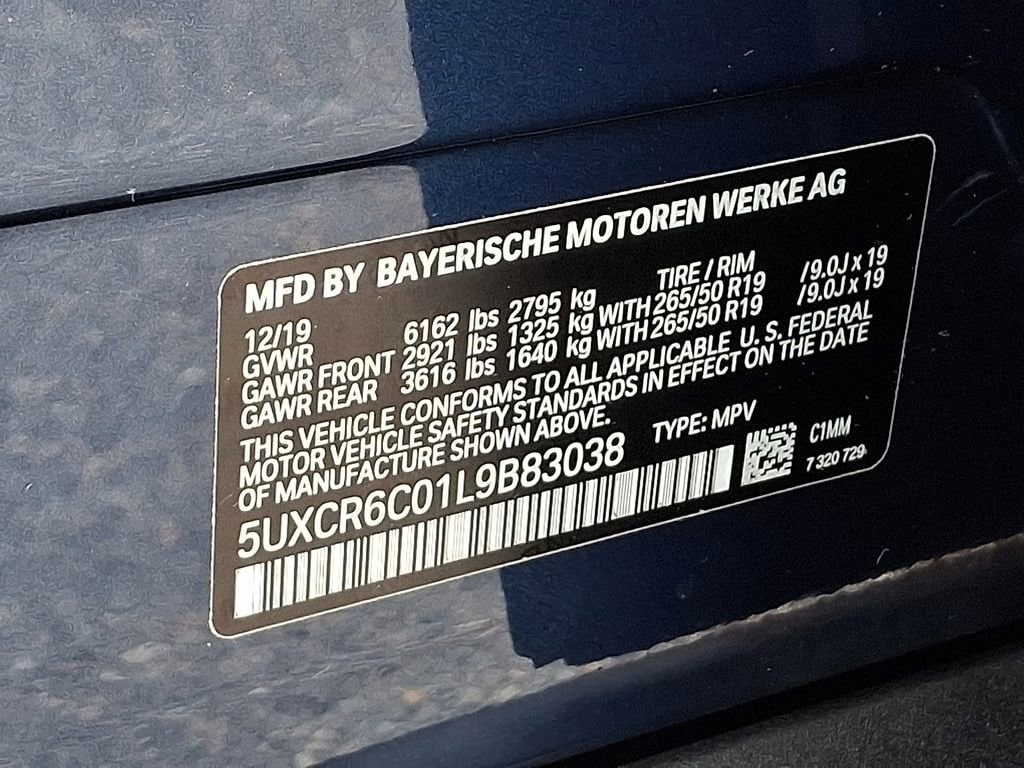 MFD BY BAYERISCHE MOTOREN WERKE AG
12/19 TIRE / RIM
GVWR 6162 lbs 2795 kg WITH 265/50 R19 /9.0J x 19
GAWR FRONT 2921 lbs 1325 kg WITH 265/50 R19 /9.0J x 19
GAWR REAR 3616 lbs 1640 kg
THIS VEHICLE CONFORMS TO ALL APPLICABLE U. S. FEDERAL
MOTOR VEHICLE SAFETY STANDARDS IN EFFECT ON THE DATE
OF MANUFACTURE SHOWN ABOVE.
5UXCR6C01L9B83038 TYPE: MPV
C1MM
7 320 729